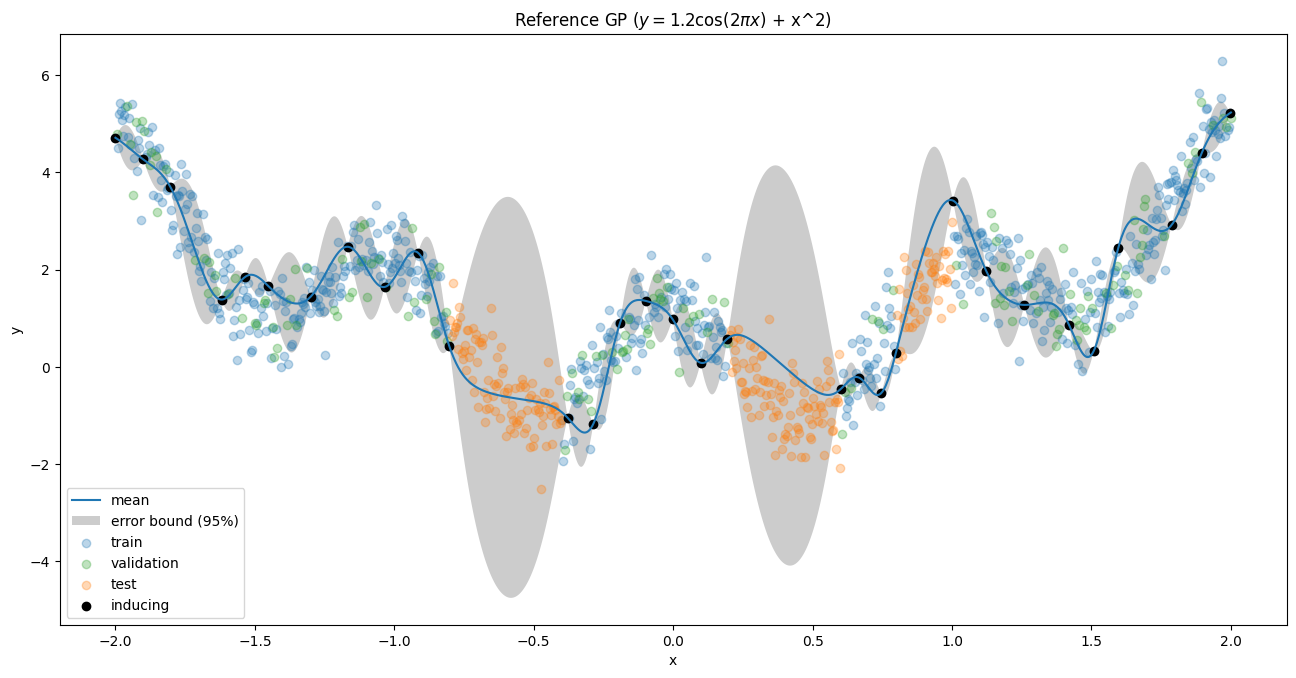 Reference GP (y = 1.2cos(2πx) + x^2)
y
6
4
2
0
−2
−4
mean
error bound (95%)
train
validation
test
inducing
−2.0 −1.5 −1.0 −0.5 0.0 0.5 1.0 1.5 2.0
x